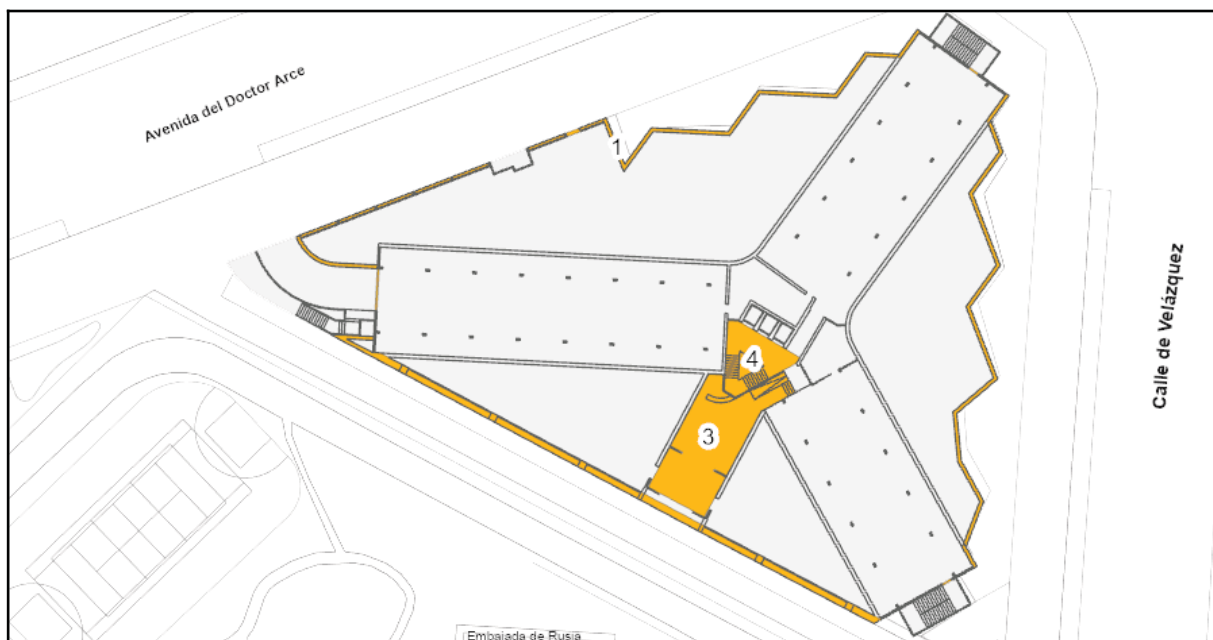 Avenida del Doctor Arce
1
Calle de Velázquez
4
3
Embajada de Rusia